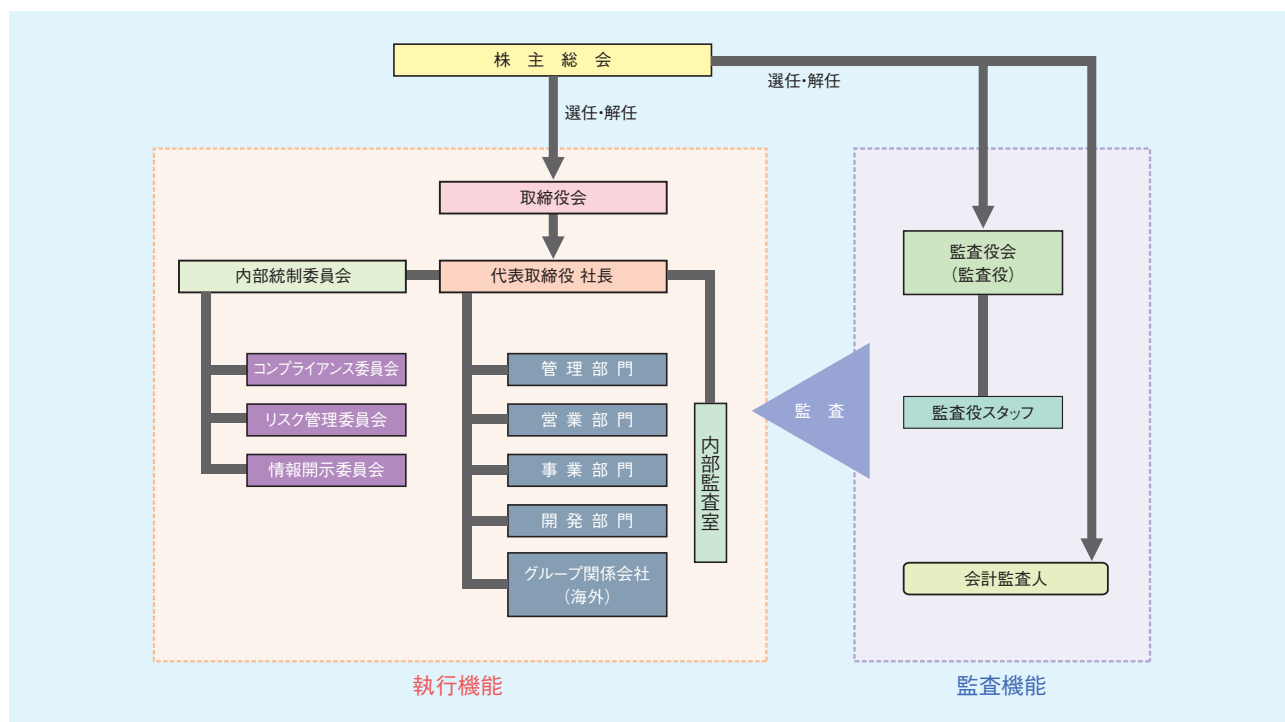 株主総会
選任・解任
選任・解任
取締役会
内部統制委員会
代表取締役 社長
コンプライアンス委員会
リスク管理委員会
情報開示委員会
管理部門
営業部門
事業部門
開発部門
グループ関係会社
（海外）
内部監査室
監査
監査役会
（監査役）
監査役スタッフ
会計監査人
執行機能
監査機能